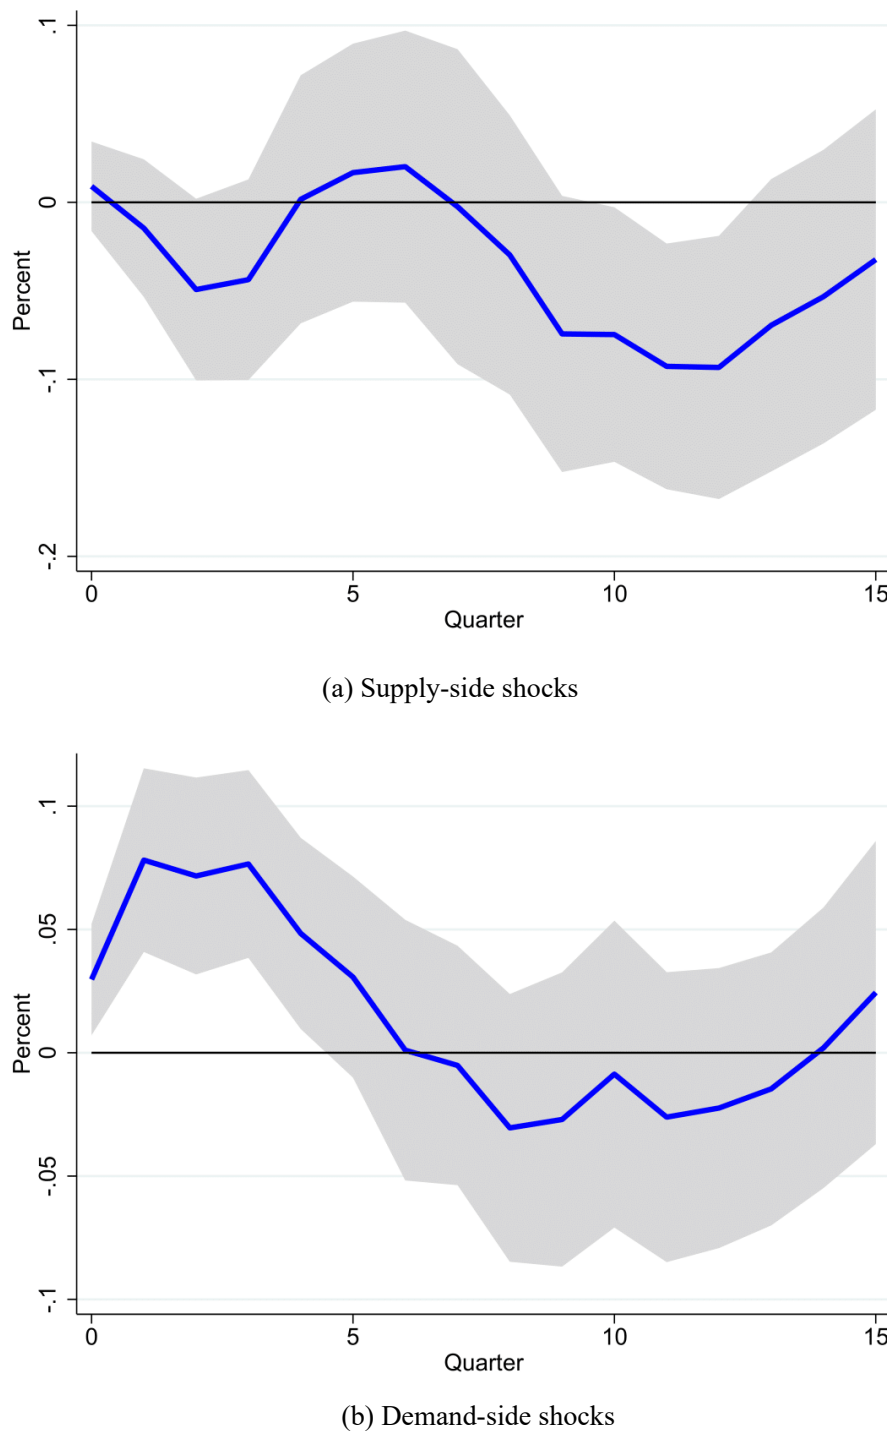 .1
0
-.1
-.2
Percent
0 5 10 15
Quarter
(a) Supply-side shocks
.1
.05
0
-.05
-.1
Percent
0 5 10 15
Quarter
(b) Demand-side shocks